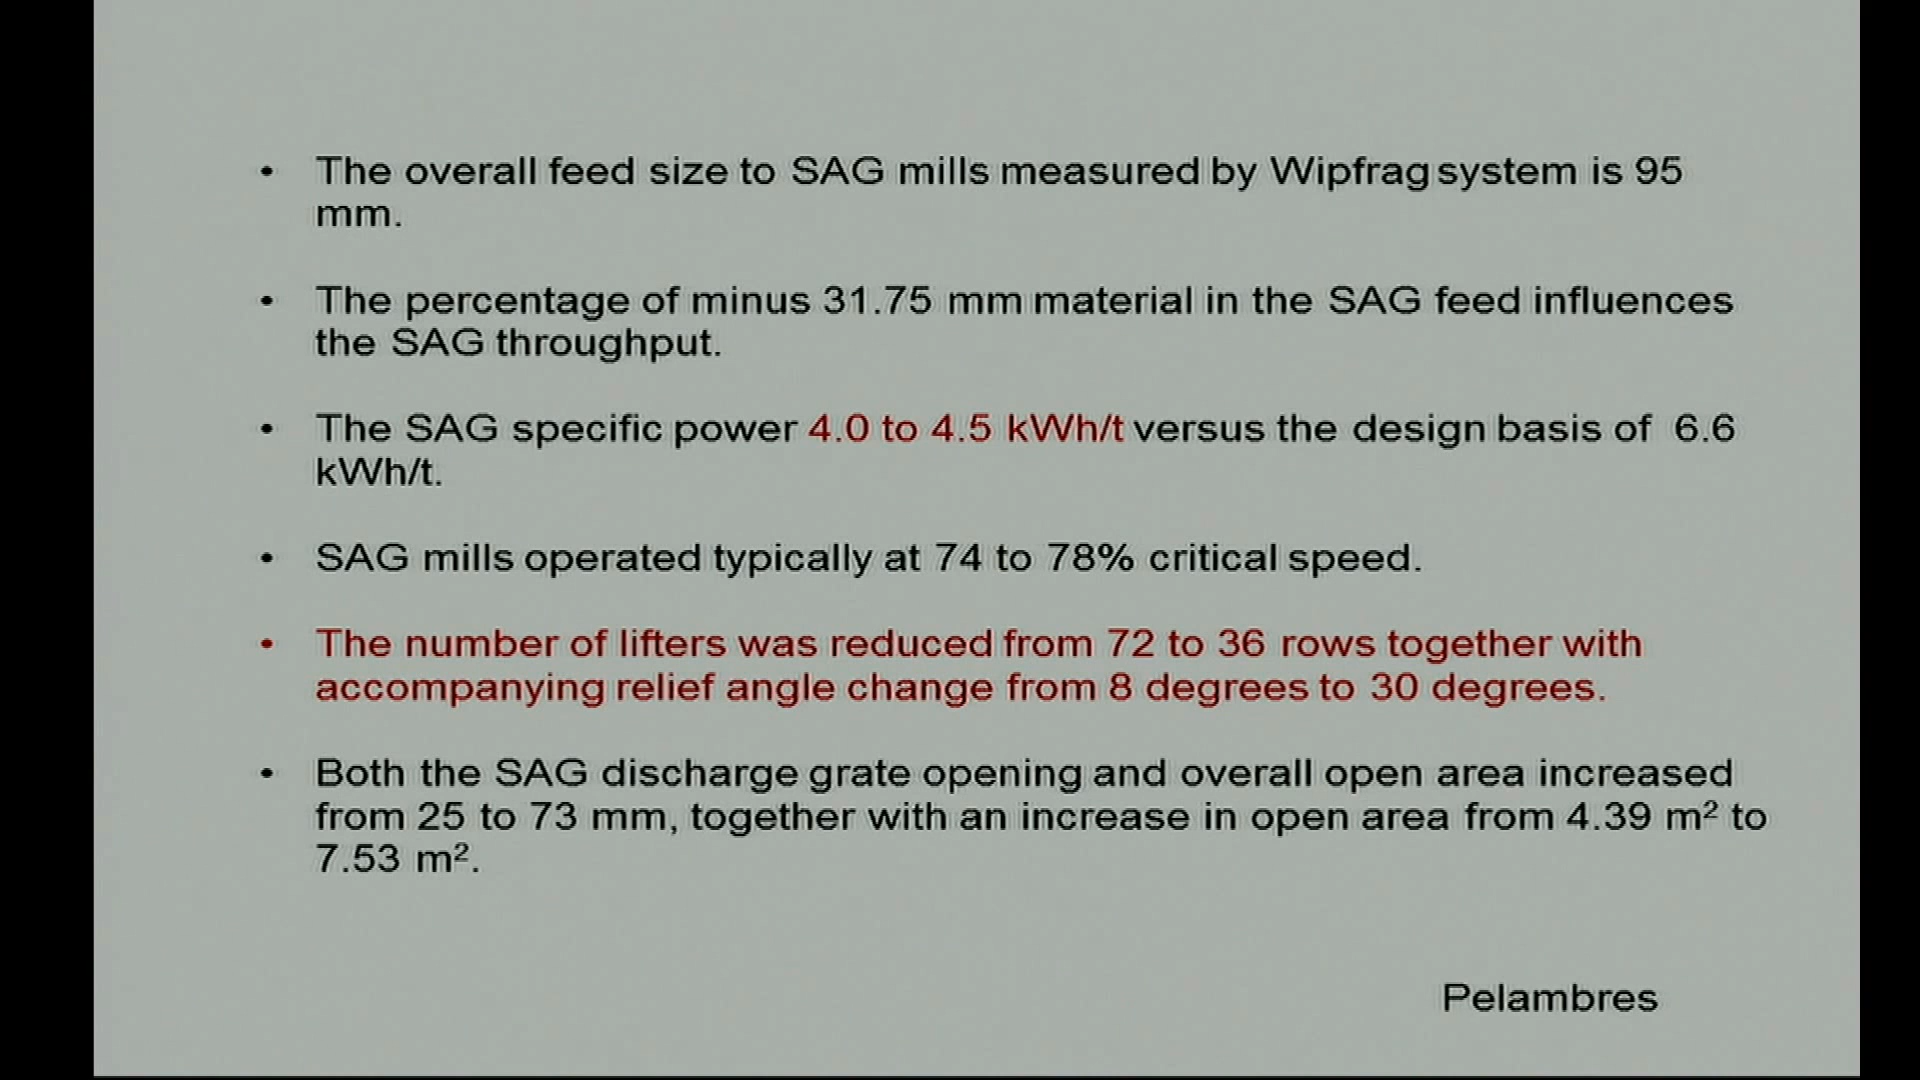 • The overall feed size to SAG mills measured by Wipfrag system is 95
mm.
• The percentage of minus 31.75 mm material in the SAG feed influences
the SAG throughput.
• The SAG specific power 4.0 to 4.5 kWh/t versus the design basis of 6.6
kWh/t.
• SAG mills operated typically at 74 to 78% critical speed.
• The number of lifters was reduced from 72 to 36 rows together with
accompanying relief angle change from 8 degrees to 30 degrees.
• Both the SAG discharge grate opening and overall open area increased
from 25 to 73 mm, together with an increase in open area from 4.39 m² to
7.53 m².
Pelambres